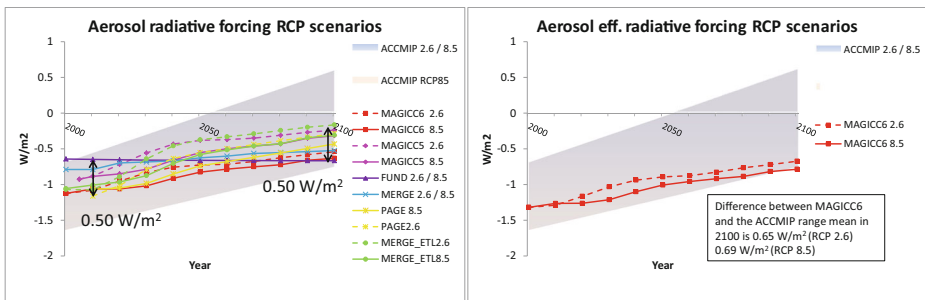 Aerosol radiative forcing RCP scenarios
W/m2
1
0.5
0
-0.5
-1
-1.5
-2
2000
2050
2100
0.50 W/m²
0.50 W/m²
Year
ACCMIP 2.6 / 8.5
ACCMIP RCP85
MAGICC6 2.6
MAGICC6 8.5
MAGICC5 2.6
MAGICC5 8.5
FUND 2.6 / 8.5
MERGE 2.6 / 8.5
PAGE 8.5
PAGE2.6
MERGE_ETL2.6
MERGE_ETL8.5
Aerosol eff. radiative forcing RCP scenarios
W/m2
1
0.5
0
-0.5
-1
-1.5
-2
2000
2050
2100
Year
ACCMIP 2.6 / 8.5
MAGICC6 2.6
MAGICC6 8.5
Difference between MAGICC6
and the ACCMIP range mean in
2100 is 0.65 W/m² (RCP 2.6)
0.69 W/m² (RCP 8.5)